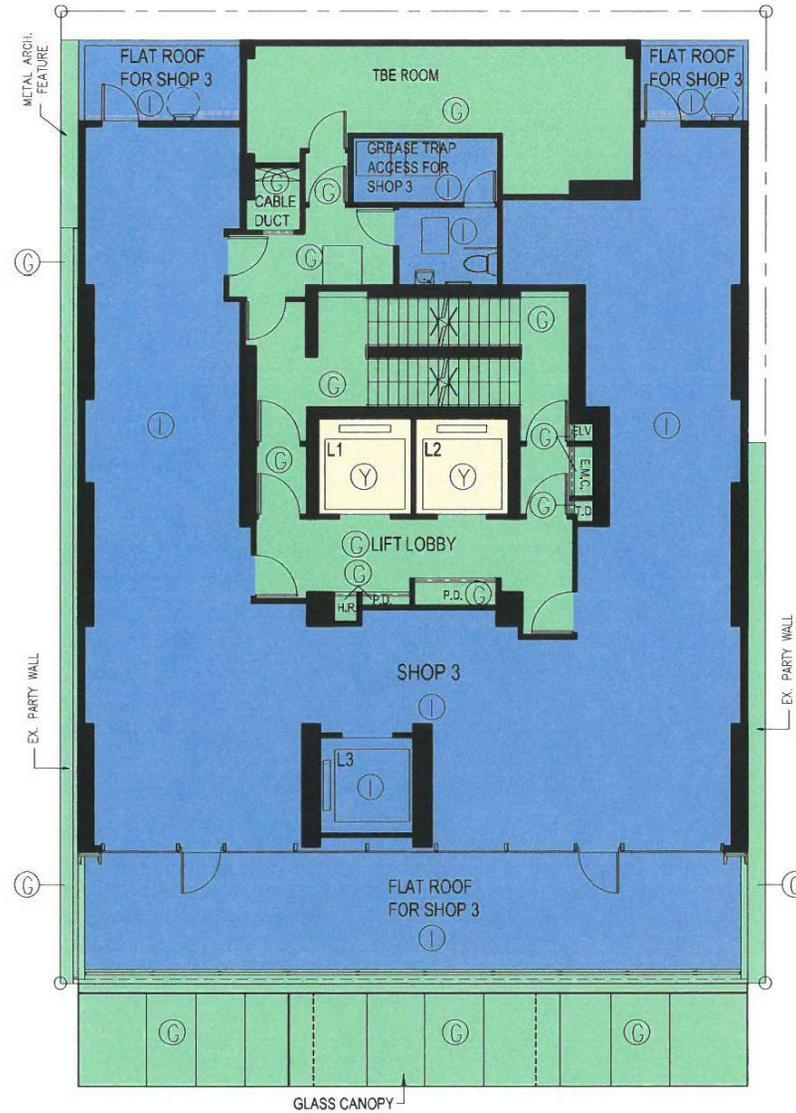 METAL ARCH.
FEATURE
FLAT ROOF
FOR SHOP 3
I
TBE ROOM
G
FLAT ROOF
FOR SHOP 3
I
GREASE TRAP
ACCESS FOR
SHOP 3
I
G
CABLE
DUCT
G
G
I
G
G
G
I
I
L1
Y
L2
Y
G
G
ELV
E.M.C.
T.D
G
G
LIFT LOBBY
G
H.R.
P.D.
P.D.
G
SHOP 3
I
EX. PARTY WALL
EX. PARTY WALL
L3
I
G
FLAT ROOF
FOR SHOP 3
I
G
G
G
G
GLASS CANOPY